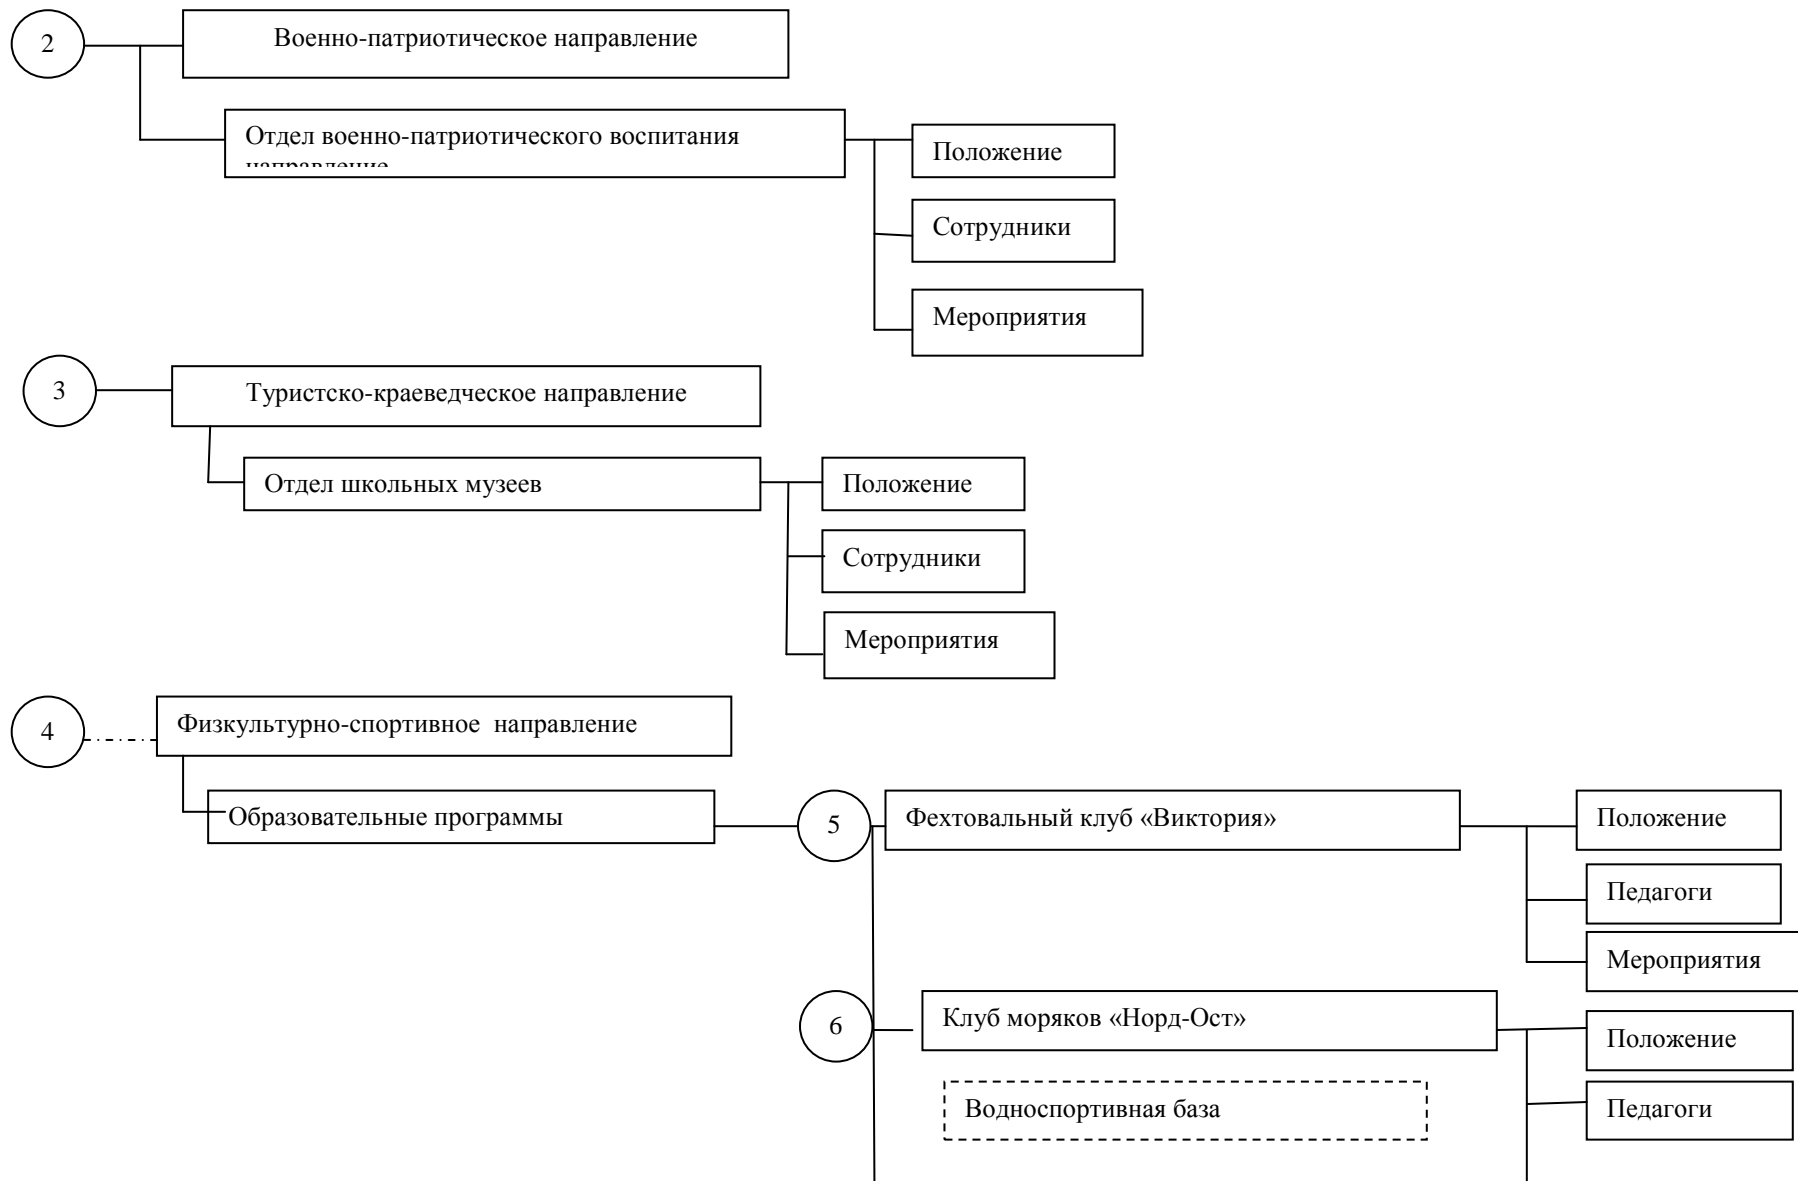 2
Военно-патриотическое направление
Отдел военно-патриотического воспитания
направление
Положение
Сотрудники
Мероприятия
3
Туристско-краеведческое направление
Отдел школьных музеев
Положение
Сотрудники
Мероприятия
4
Физкультурно-спортивное направление
Образовательные программы
5
Фехтовальный клуб «Виктория»
Положение
Педагоги
Мероприятия
6
Клуб моряков «Норд-Ост»
Положение
Водноспортивная база
Педагоги